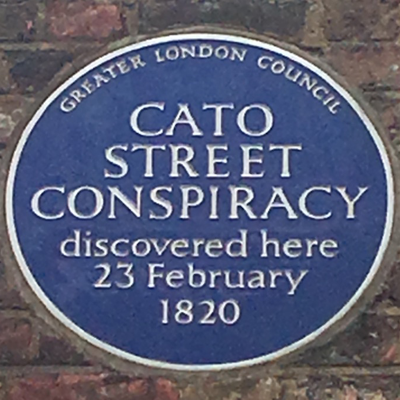 GREATER LONDON COUNCIL
CATO
STREET
CONSPIRACY
discovered here
23 February
1820